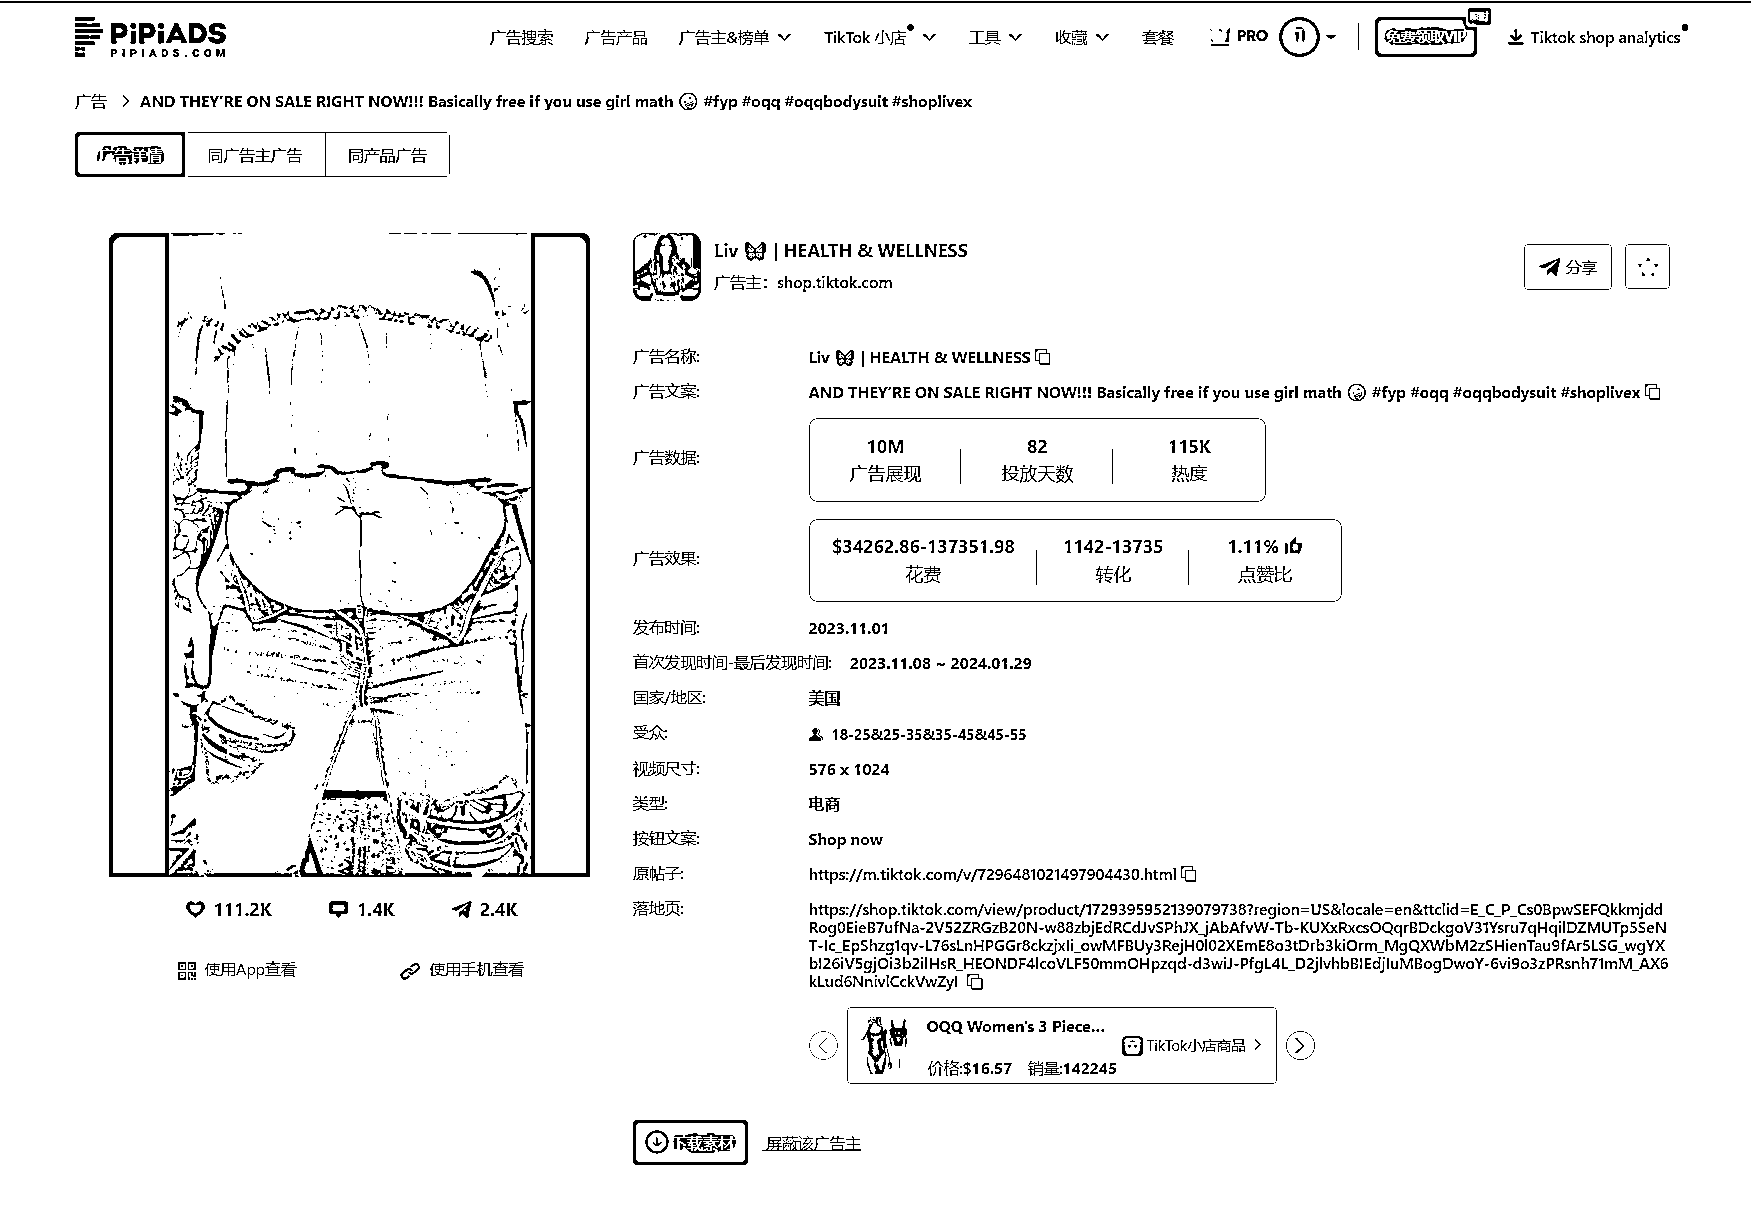 PiPiADS
PIPIADS.COM
广告搜索 广告产品 广告主&榜单 TikTok 小店 工具 收藏 套餐 PRO 免费领取VIP Tiktok shop analytics
广告 > AND THEY'RE ON SALE RIGHT NOW!!! Basically free if you use girl math #fyp #oqq #oqqbodysuit #shoplivex
同广告主广告 同产品广告
Liv | HEALTH & WELLNESS
广告主: shop.tiktok.com
分享
广告名称: Liv | HEALTH & WELLNESS
广告文案: AND THEY'RE ON SALE RIGHT NOW!!! Basically free if you use girl math #fyp #oqq #oqqbodysuit #shoplivex
广告数据:
10M 82 115K
广告展现 投放天数 热度
广告效果:
$34262.86-137351.98 1142-13735 1.11%
花费 转化 点赞比
发布时间: 2023.11.01
首次发现时间-最后发现时间: 2023.11.08 ~ 2024.01.29
国家/地区: 美国
受众: 18-25&25-35&35-45&45-55
视频尺寸: 576 x 1024
类型: 电商
按钮文案: Shop now
原帖子: https://m.tiktok.com/v/7296481021497904430.html
落地页: https://shop.tiktok.com/view/product/1729395952139079738?region=US&locale=en&ttclid=E_C_P_Cs0BpwSEFQkkmjdd
Rog0EieB7ufNa-2V52ZRGzB20N-w88zbjEdRCdJvSPhJX_jAbAfvW-Tb-KUXxRxcsOQqrBDckgoV31Ysru7qHqilDZMUTp5SeN
T-Ic_EpShzg1qv-L76sLnHPGGr8ckzjxIi_owMFBUy3RejH0l02XEmE8o3tDrb3kiOrm_MgQXWbM2zSHienTau9fAr5LSG_wgYX
bI26iV5gjOi3b2ilHsR_HEONDF4lcoVLF50mmOHpzqd-d3wiJ-PfgL4L_D2jlvhbBIEdjIuMBogDwoY-6vi9o3zPRsnh71mM_AX6
kLud6NnivlCckVwZyI
111.2K 1.4K 2.4K
使用App查看 使用手机查看
OQQ Women's 3 Piece...
TikTok小店商品
价格:$16.57 销量:142245
下载素材 屏蔽该广告主